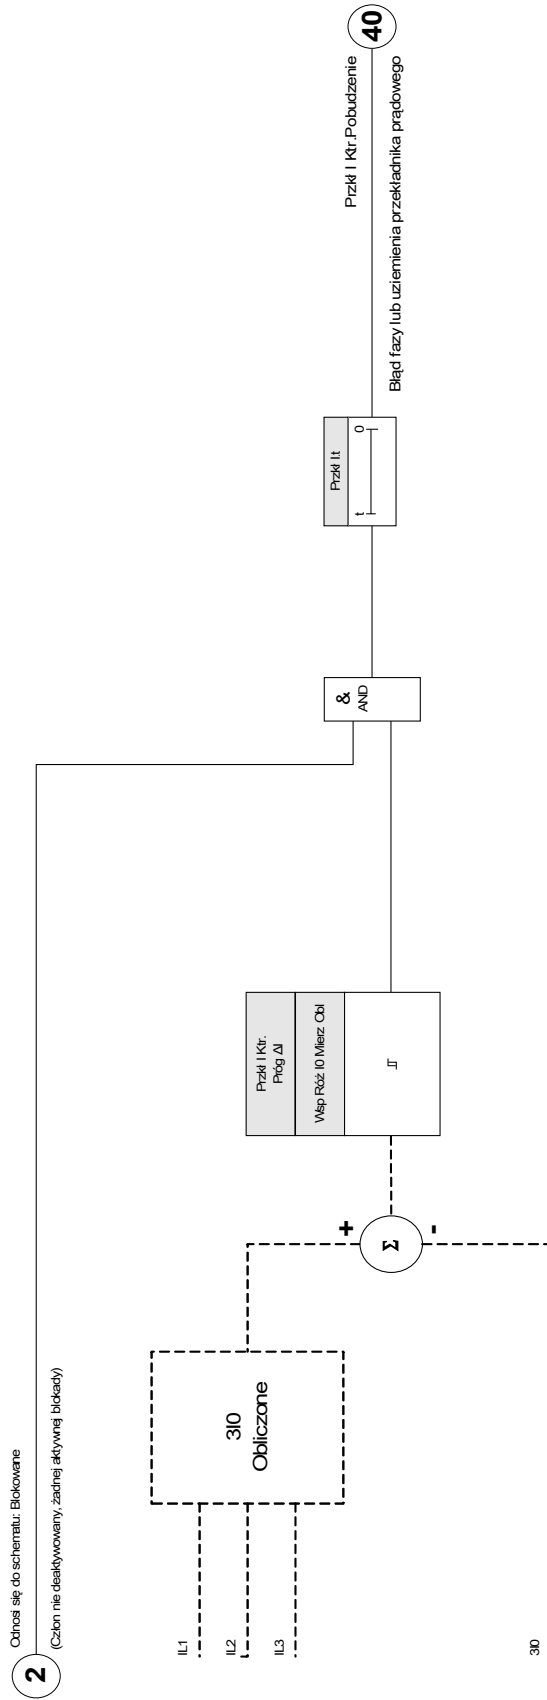 2
Odnosi się do schematu: Blokowane
(Człon nie deaktywowany, żadnej aktywnej blokady)
IL1
IL2
IL3
3I0
Obliczone
3I0
+
Σ
-
Przkł I Ktr.
Próg ΔI
Wsp Róż I0 Mierz Obl
&
AND
Przkł I.t
t
0
Przkł I Ktr.Pobudzenie
Błąd fazy lub uziemienia przekładnika prądowego
40